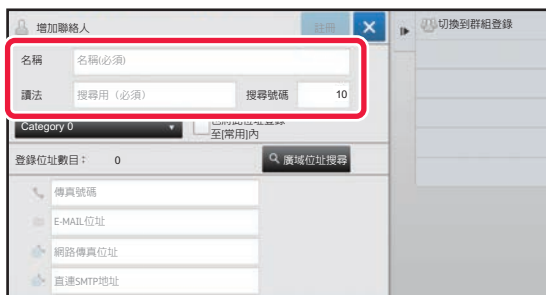 增加聯絡人
註冊
切換到群組登錄
名稱 名稱(必須)
讀法 搜尋用（必須） 搜尋號碼 10
Category 0
至[常用]內
登錄位址數目： 0 廣域位址搜尋
傳真號碼
E-MAIL位址
網路傳真位址
直連SMTP地址